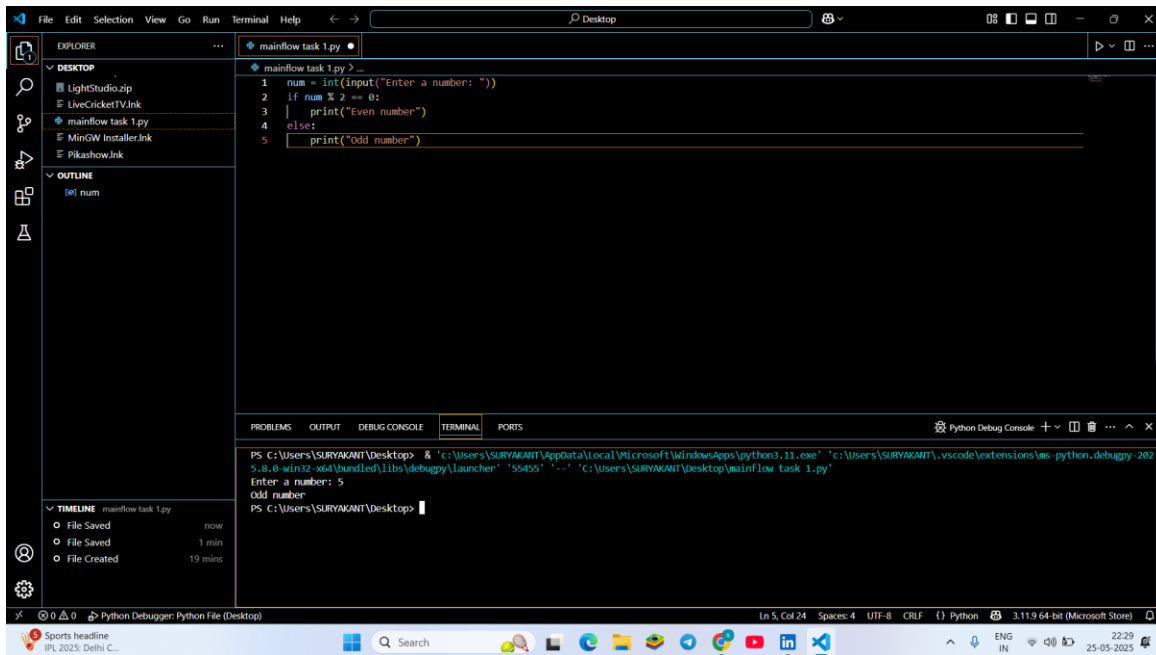 File Edit Selection View Go Run Terminal Help
Desktop
EXPLORER
DESKTOP
LightStudio.zip
LiveCricketTV.lnk
mainflow task 1.py
MinGW Installer.lnk
Pikashow.lnk
OUTLINE
num
TIMELINE mainflow task 1.py
File Saved now
File Saved 1 min
File Created 19 mins
mainflow task 1.py
mainflow task 1.py > ...
1 num = int(input("Enter a number: "))
2 if num % 2 == 0:
3 print("Even number")
4 else:
5 print("Odd number")
PROBLEMS OUTPUT DEBUG CONSOLE TERMINAL PORTS
Python Debug Console
PS C:\Users\SURYAKANT\Desktop> & 'c:\Users\SURYAKANT\AppData\Local\Microsoft\WindowsApps\python3.11.exe' 'c:\Users\SURYAKANT\.vscode\extensions\ms-python.debugpy-202
5.8.0-win32-x64\bundled\libs\debugpy\launcher' '55455' '--' 'C:\Users\SURYAKANT\Desktop\mainflow task 1.py'
Enter a number: 5
Odd number
PS C:\Users\SURYAKANT\Desktop>
0 0 Python Debugger: Python File (Desktop) Ln 5, Col 24 Spaces: 4 UTF-8 CRLF {} Python 3.11.9 64-bit (Microsoft Store)
5 Sports headline
IPL 2025: Delhi C...
Search
ENG
IN
22:29
25-05-2025